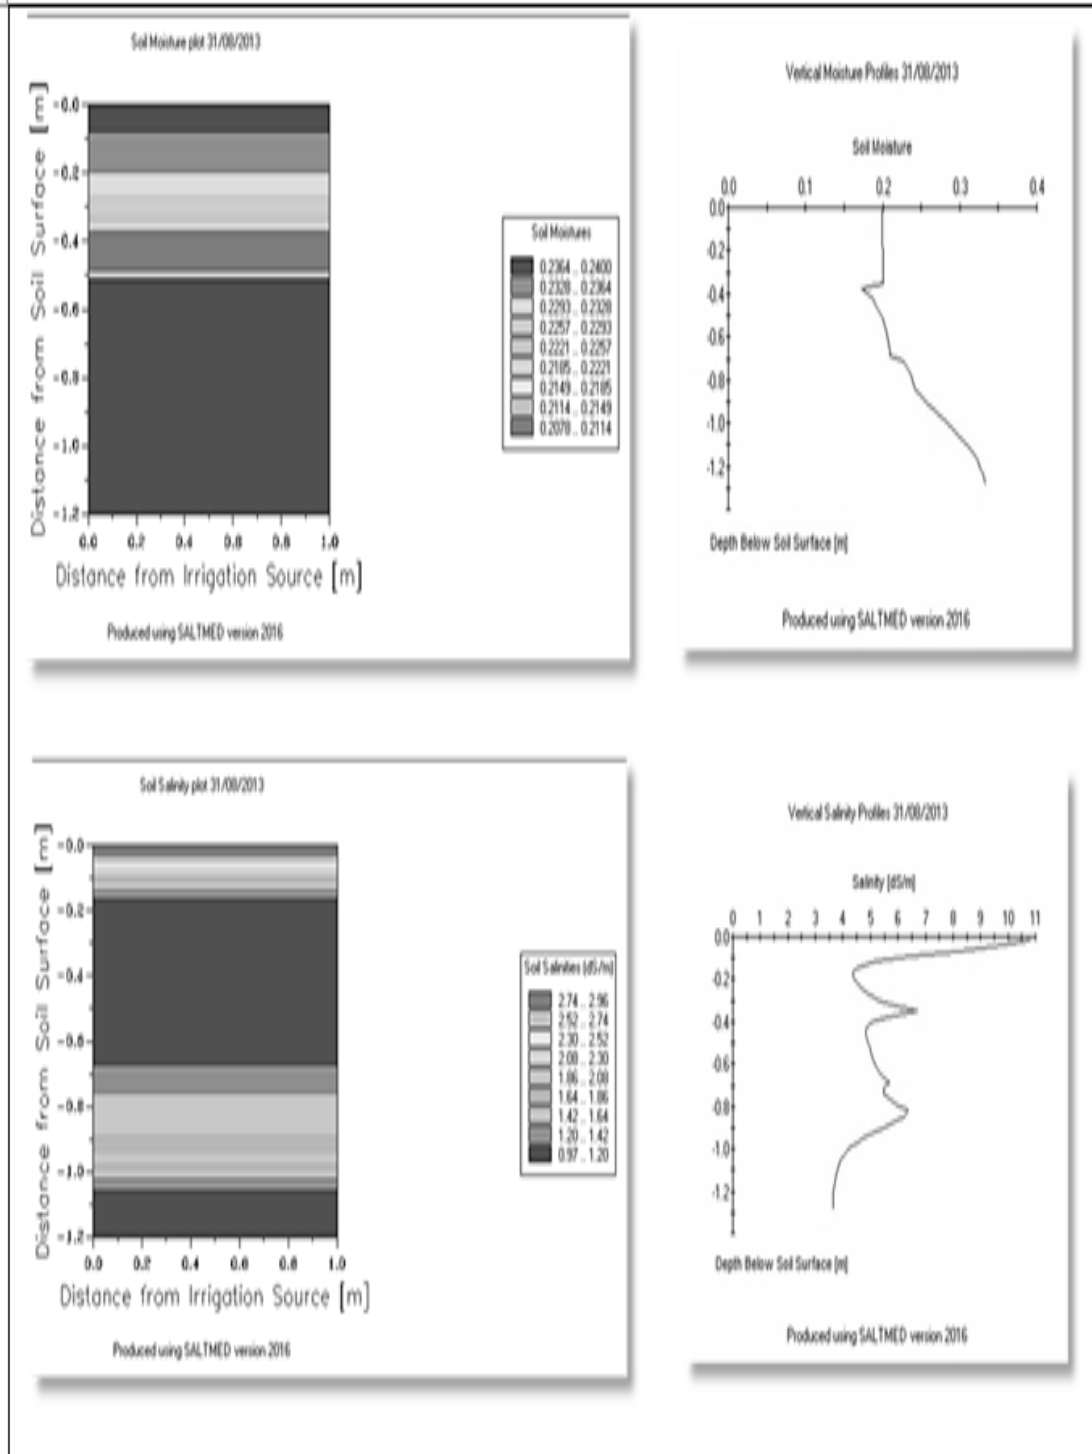 Soil Moisture plot 31/08/2013
Distance from Soil Surface [m]
-0.0
-0.2
-0.4
-0.6
-0.8
-1.0
-1.2
0.0 0.2 0.4 0.6 0.8 1.0
Distance from Irrigation Source [m]
Soil Moistures
0.2364 .. 0.2400
0.2328 .. 0.2364
0.2293 .. 0.2328
0.2257 .. 0.2293
0.2221 .. 0.2257
0.2185 .. 0.2221
0.2149 .. 0.2185
0.2114 .. 0.2149
0.2078 .. 0.2114
Produced using SALTMED version 2016
Vertical Moisture Profiles 31/08/2013
Soil Moisture
0.0 0.1 0.2 0.3 0.4
0.0
-0.2
-0.4
-0.6
-0.8
-1.0
-1.2
Depth Below Soil Surface [m]
Produced using SALTMED version 2016
Soil Salinity plot 31/08/2013
Distance from Soil Surface [m]
-0.0
-0.2
-0.4
-0.6
-0.8
-1.0
-1.2
0.0 0.2 0.4 0.6 0.8 1.0
Distance from Irrigation Source [m]
Soil Salinities (dS/m)
2.74 .. 2.96
2.52 .. 2.74
2.30 .. 2.52
2.08 .. 2.30
1.86 .. 2.08
1.64 .. 1.86
1.42 .. 1.64
1.20 .. 1.42
0.97 .. 1.20
Produced using SALTMED version 2016
Vertical Salinity Profiles 31/08/2013
Salinity [dS/m]
0 1 2 3 4 5 6 7 8 9 10 11
0.0
-0.2
-0.4
-0.6
-0.8
-1.0
-1.2
Depth Below Soil Surface [m]
Produced using SALTMED version 2016